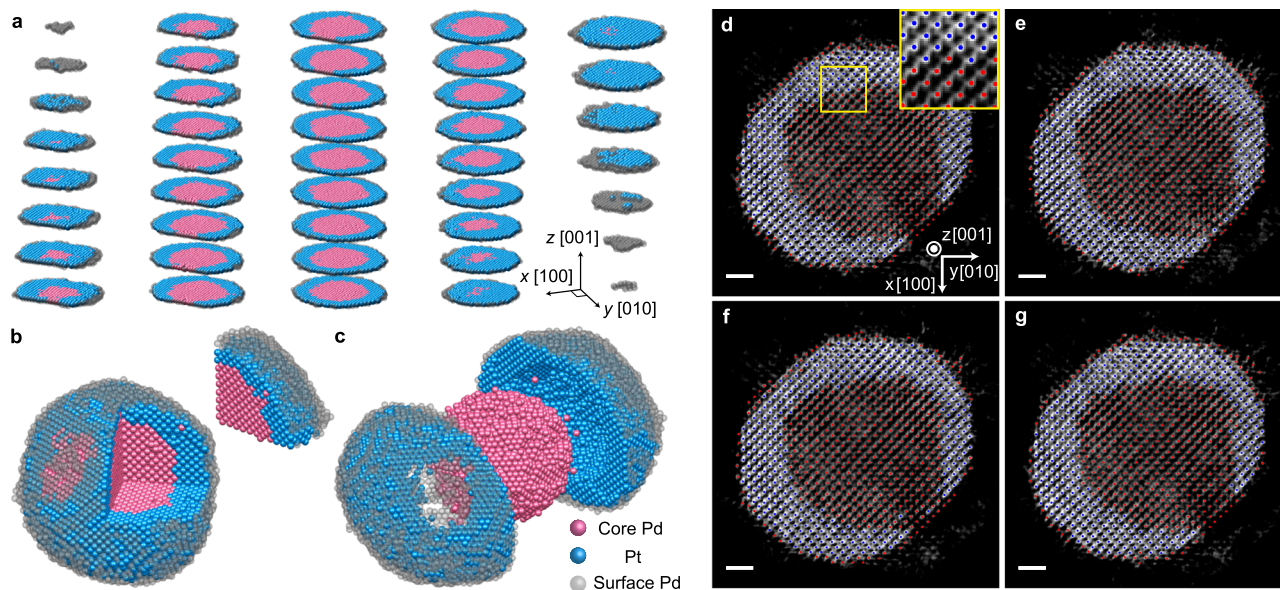 a
z [001]
x [100]
y [010]
b
c
Core Pd
Pt
Surface Pd
d
z [001]
y [010]
x [100]
e
f
g